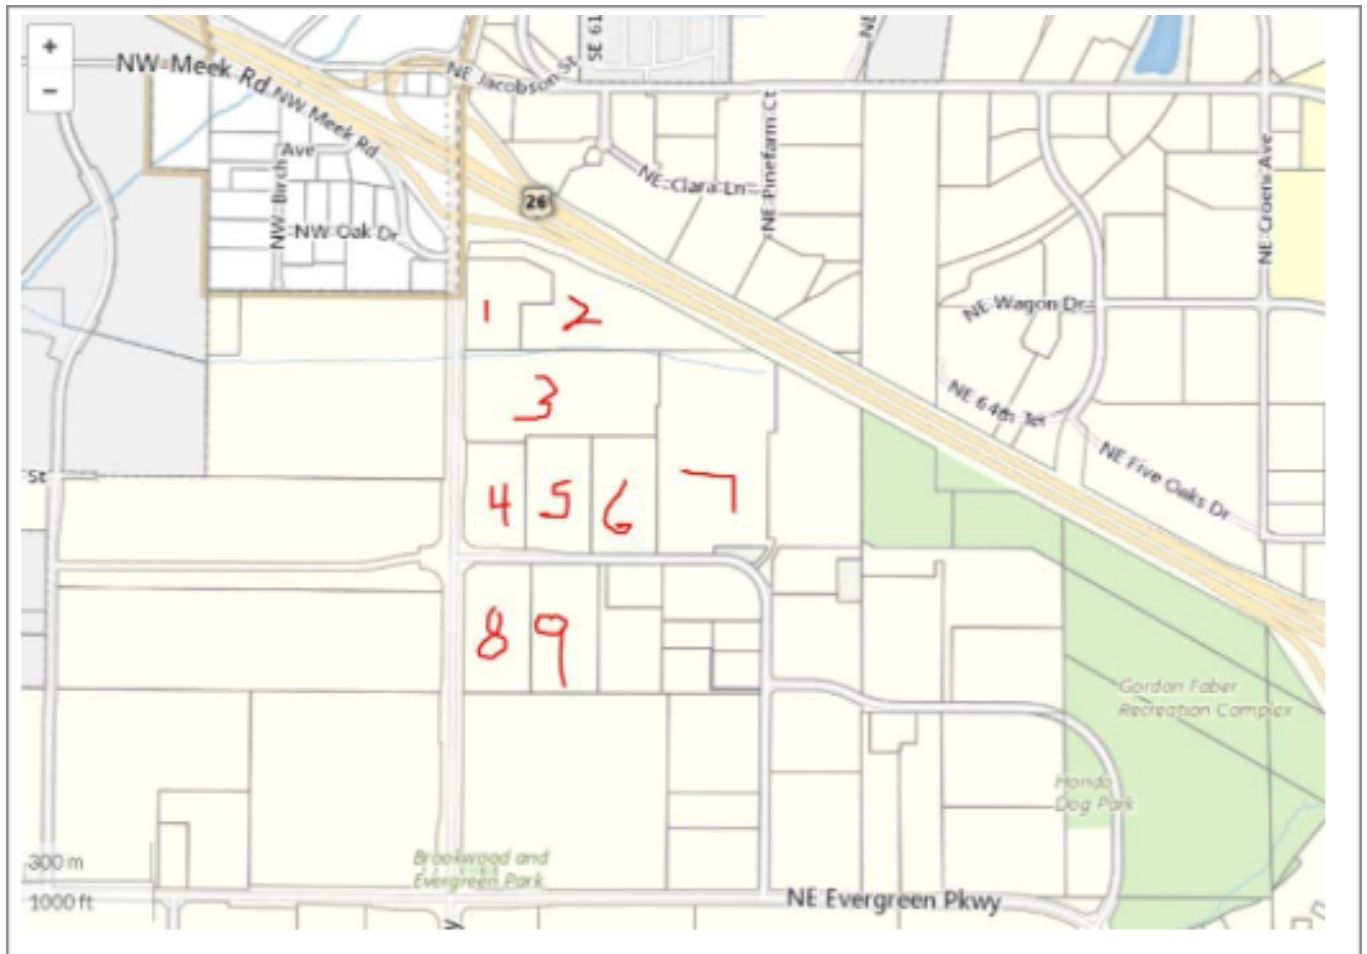 +
−
NW Meek Rd
NW Meek Rd
NE Jacobson St
SE 61
NE
Ave
NW Birch
NW Oak Dr
26
NE Clara Ln
NE Pinefarm Ct
NE Croeni Ave
1
2
NE Wagon Dr
3
NE 64th Ter
NE Five Oaks Dr
St
4
5
6
7
8
9
Gordon Faber
Recreation Complex
Hondo
Dog Park
300 m
1000 ft
Brookwood and
Evergreen Park
NE Evergreen Pkwy
y